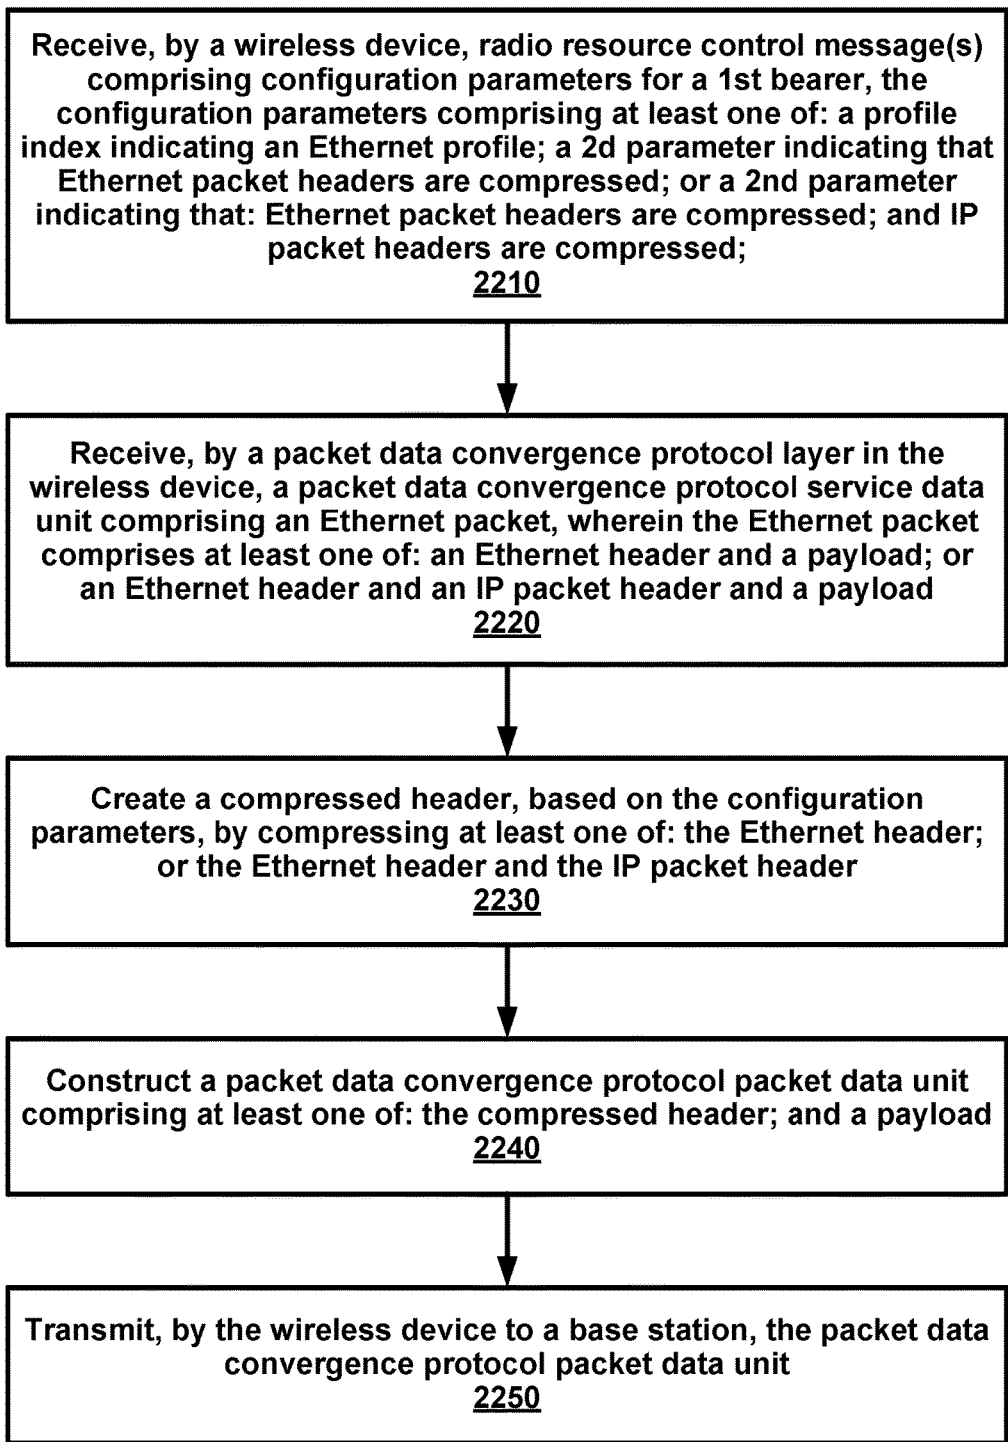 Receive, by a wireless device, radio resource control message(s)
comprising configuration parameters for a 1st bearer, the
configuration parameters comprising at least one of: a profile
index indicating an Ethernet profile; a 2d parameter indicating that
Ethernet packet headers are compressed; or a 2nd parameter
indicating that: Ethernet packet headers are compressed; and IP
packet headers are compressed;
2210
Receive, by a packet data convergence protocol layer in the
wireless device, a packet data convergence protocol service data
unit comprising an Ethernet packet, wherein the Ethernet packet
comprises at least one of: an Ethernet header and a payload; or
an Ethernet header and an IP packet header and a payload
2220
Create a compressed header, based on the configuration
parameters, by compressing at least one of: the Ethernet header;
or the Ethernet header and the IP packet header
2230
Construct a packet data convergence protocol packet data unit
comprising at least one of: the compressed header; and a payload
2240
Transmit, by the wireless device to a base station, the packet data
convergence protocol packet data unit
2250